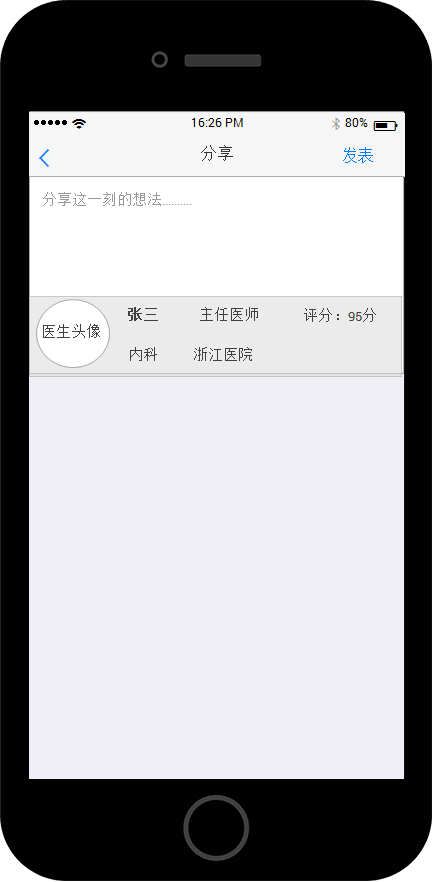 16:26 PM 80%
分享 发表
分享这一刻的想法..........
医生头像
张三 主任医师 评分：95分
内科 浙江医院